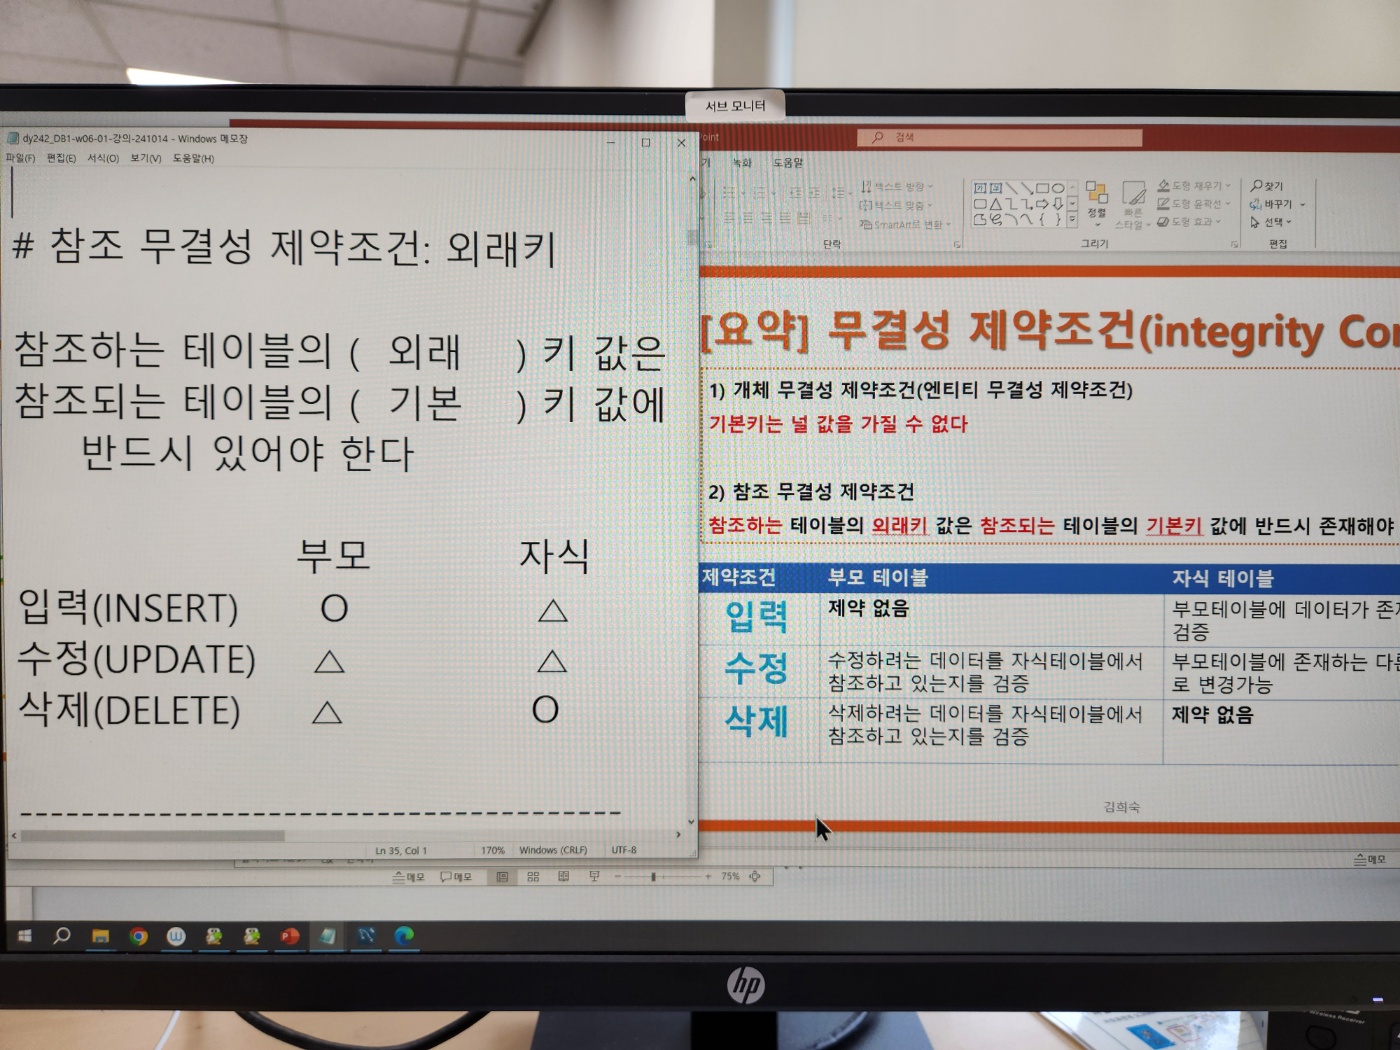 서브 모니터
dy242_DB1-w06-01-강의-241014 - Windows 메모장
파일(F) 편집(E) 서식(O) 보기(V) 도움말(H)
# 참조 무결성 제약조건: 외래키
참조하는 테이블의 ( 외래 ) 키 값은
참조되는 테이블의 ( 기본 ) 키 값에
반드시 있어야 한다
부모 자식
입력(INSERT) O △
수정(UPDATE) △ △
삭제(DELETE) △ O
------------------------------------
Ln 35, Col 1 170% Windows (CRLF) UTF-8
검색
녹화 도움말
텍스트 방향
텍스트 맞춤
SmartArt로 변환
단락
정렬
빠른
스타일
도형 채우기
도형 윤곽선
도형 효과
그리기
찾기
바꾸기
선택
편집
[요약] 무결성 제약조건(integrity Co
1) 개체 무결성 제약조건(엔티티 무결성 제약조건)
기본키는 널 값을 가질 수 없다
2) 참조 무결성 제약조건
참조하는 테이블의 외래키 값은 참조되는 테이블의 기본키 값에 반드시 존재해야
제약조건 부모 테이블 자식 테이블
입력 제약 없음 부모테이블에 데이터가 존
검증
수정 수정하려는 데이터를 자식테이블에서
참조하고 있는지를 검증
부모테이블에 존재하는 다른
로 변경가능
삭제 삭제하려는 데이터를 자식테이블에서
참조하고 있는지를 검증
제약 없음
김희숙
메모
메모 메모 75%
hp
Wireless Receiver